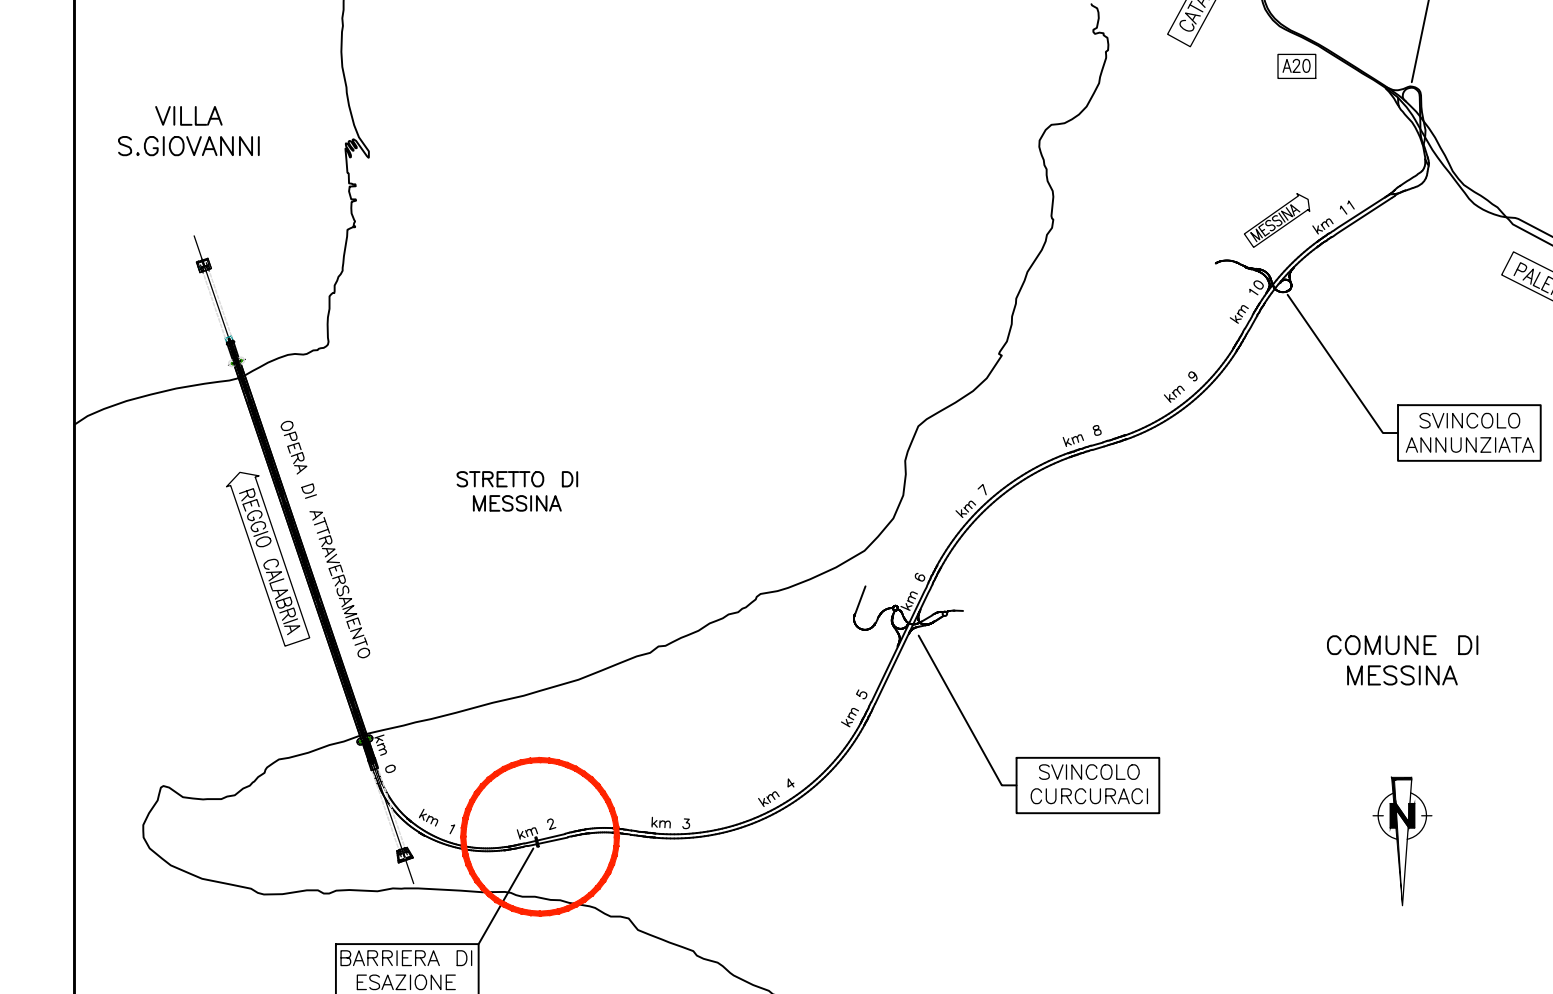 A20
VILLA
S.GIOVANNI
MESSINA
km 11
km 10
km 9
km 8
km 7
km 6
km 5
km 4
km 3
km 2
km 1
km 0
SVINCOLO
ANNUNZIATA
OPERA DI ATTRAVERSAMENTO
REGGIO CALABRIA
STRETTO DI
MESSINA
COMUNE DI
MESSINA
SVINCOLO
CURCURACI
N
BARRIERA DI
ESAZIONE